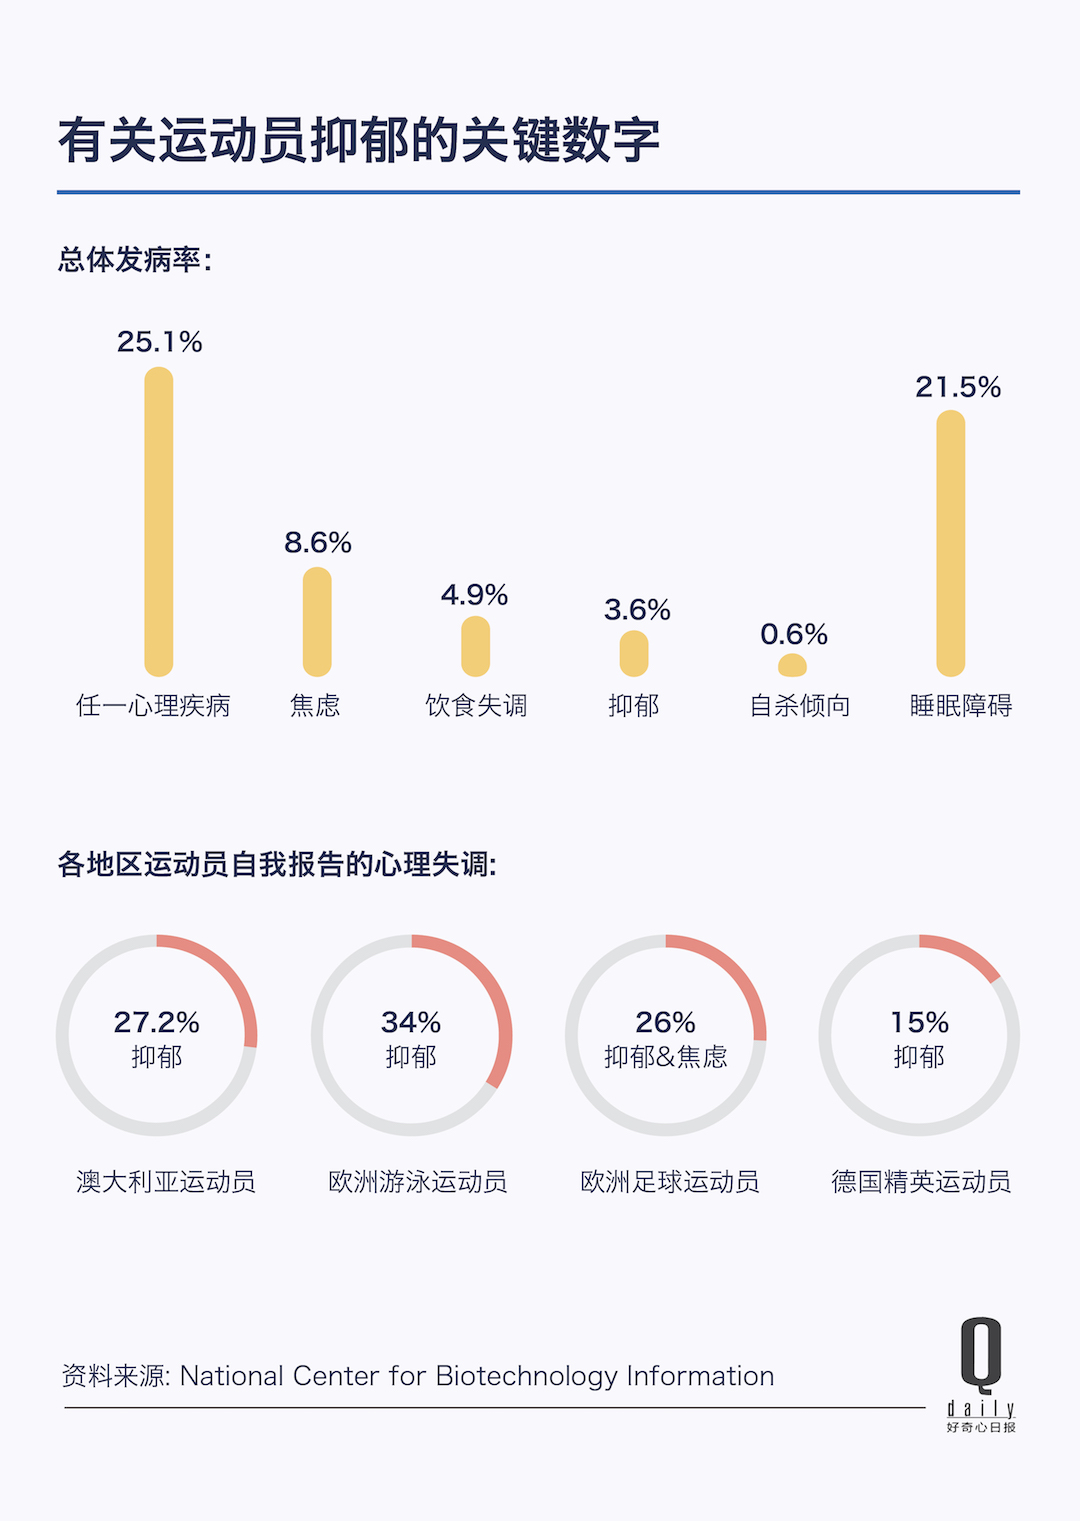 有关运动员抑郁的关键数字
总体发病率：
25.1%
21.5%
8.6%
4.9%
3.6%
0.6%
任一心理疾病 焦虑 饮食失调 抑郁 自杀倾向 睡眠障碍
各地区运动员自我报告的心理失调:
27.2% 34% 26% 15%
抑郁 抑郁 抑郁&焦虑 抑郁
澳大利亚运动员 欧洲游泳运动员 欧洲足球运动员 德国精英运动员
资料来源: National Center for Biotechnology Information
Q
daily
好奇心日报